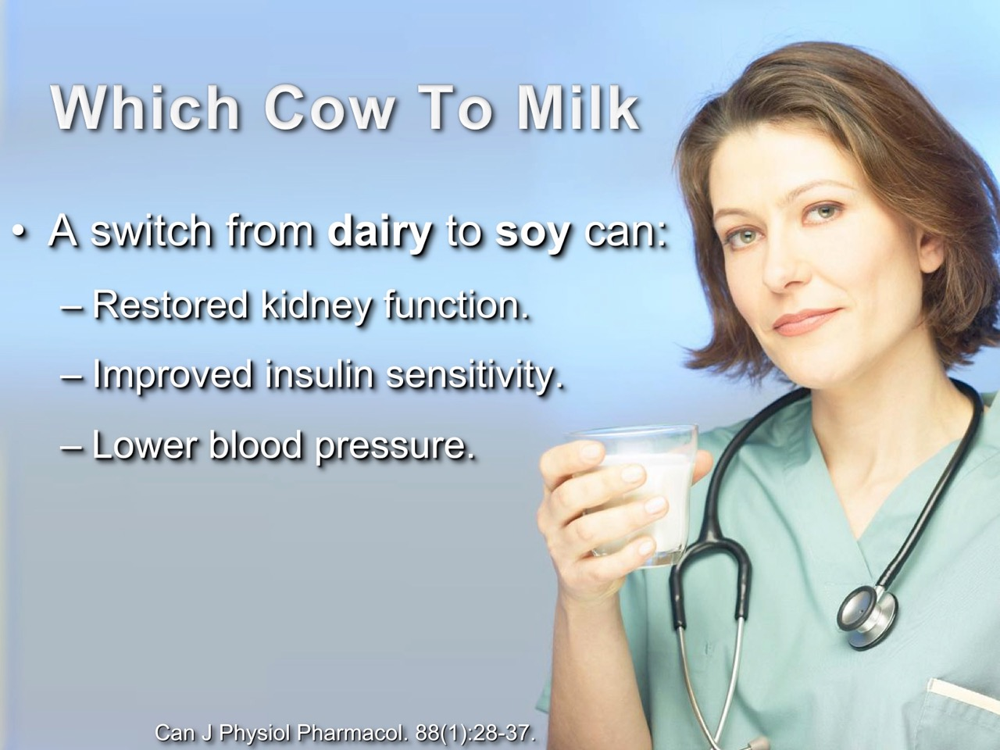 Which Cow To Milk
• A switch from dairy to soy can:
– Restored kidney function.
– Improved insulin sensitivity.
– Lower blood pressure.
Can J Physiol Pharmacol. 88(1):28-37.